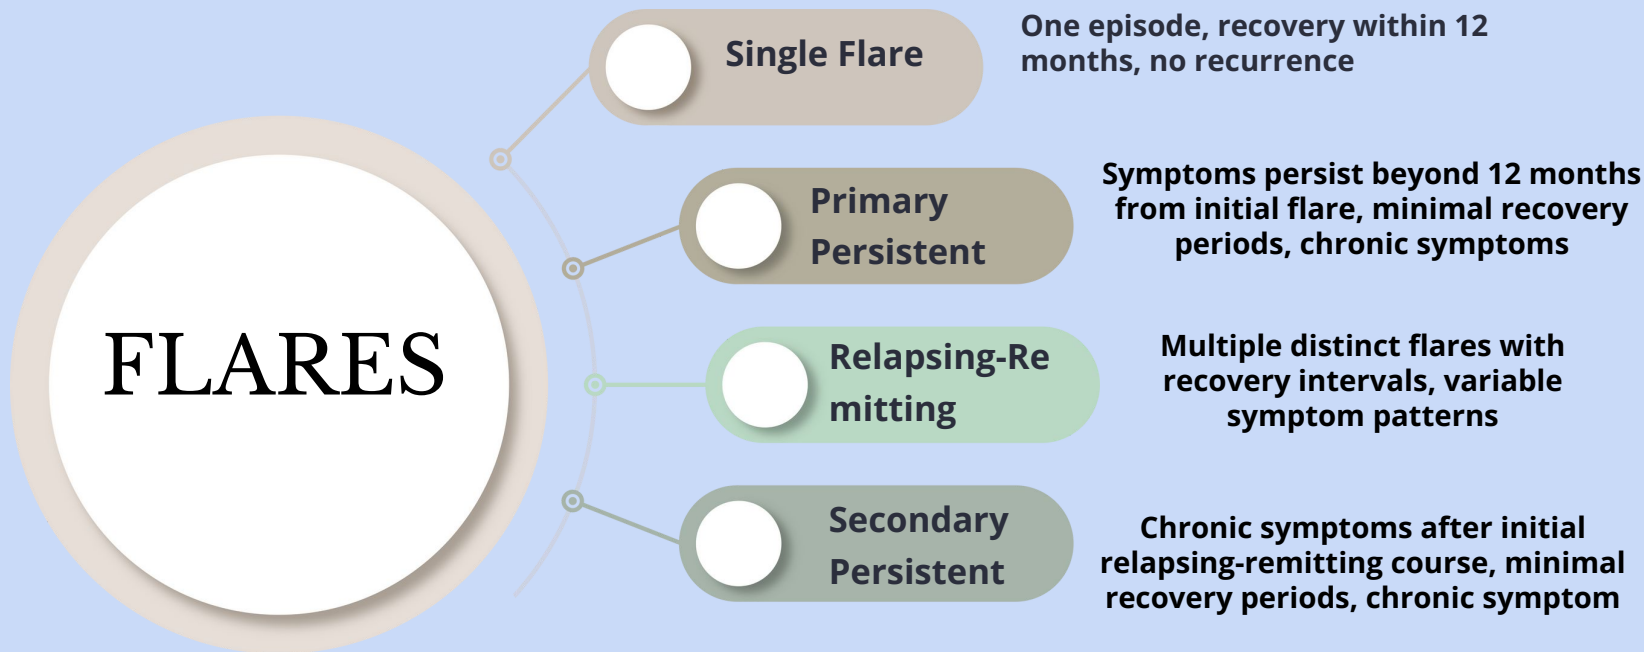 FLARES
Single Flare
One episode, recovery within 12
months, no recurrence
Primary
Persistent
Symptoms persist beyond 12 months
from initial flare, minimal recovery
periods, chronic symptoms
Relapsing-Re
mitting
Multiple distinct flares with
recovery intervals, variable
symptom patterns
Secondary
Persistent
Chronic symptoms after initial
relapsing-remitting course, minimal
recovery periods, chronic symptom